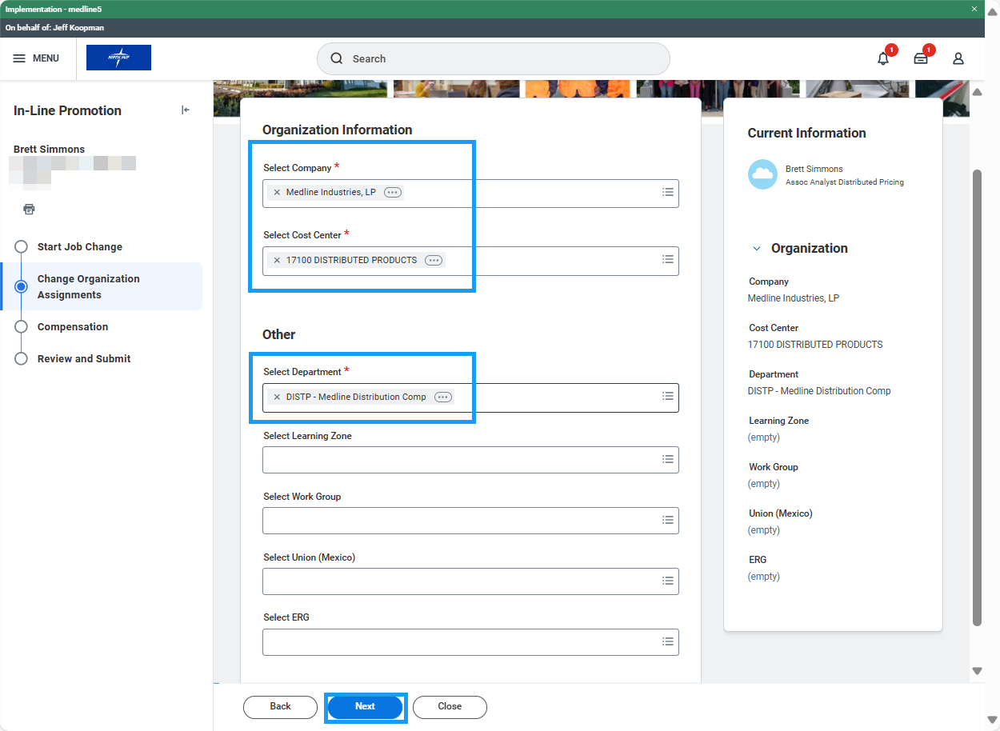 Implementation - medline5
On behalf of: Jeff Koopman
MENU
MEDLINE
Search
1
1
In-Line Promotion
Brett Simmons
Start Job Change
Change Organization
Assignments
Compensation
Review and Submit
Organization Information
Select Company *
Medline Industries, LP
Select Cost Center *
17100 DISTRIBUTED PRODUCTS
Other
Select Department *
DISTP - Medline Distribution Comp
Select Learning Zone
Select Work Group
Select Union (Mexico)
Select ERG
Back
Next
Close
Current Information
Brett Simmons
Assoc Analyst Distributed Pricing
Organization
Company
Medline Industries, LP
Cost Center
17100 DISTRIBUTED PRODUCTS
Department
DISTP - Medline Distribution Comp
Learning Zone
(empty)
Work Group
(empty)
Union (Mexico)
(empty)
ERG
(empty)